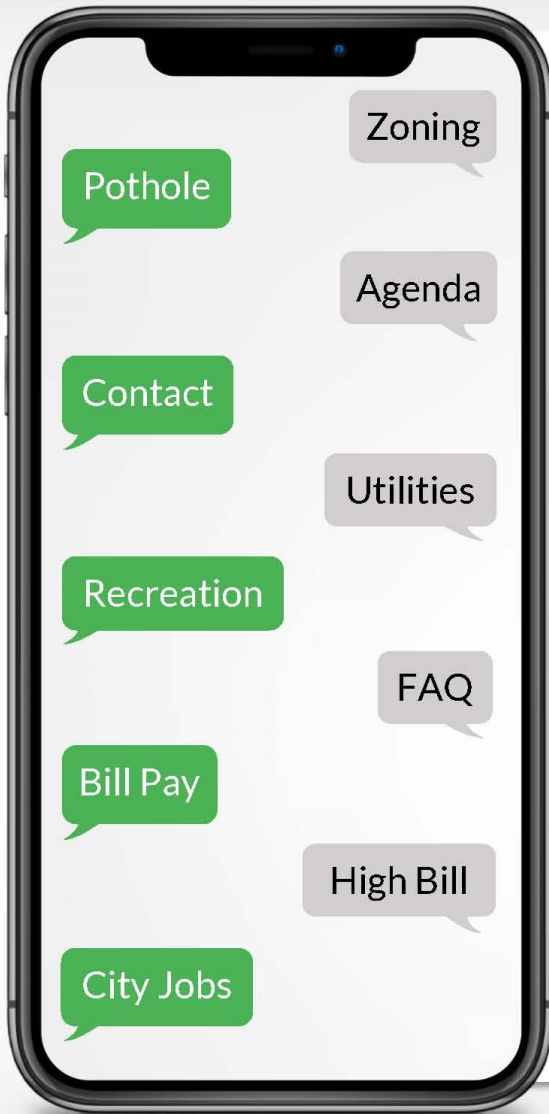 Zoning
Pothole
Agenda
Contact
Utilities
Recreation
FAQ
Bill Pay
High Bill
City Jobs